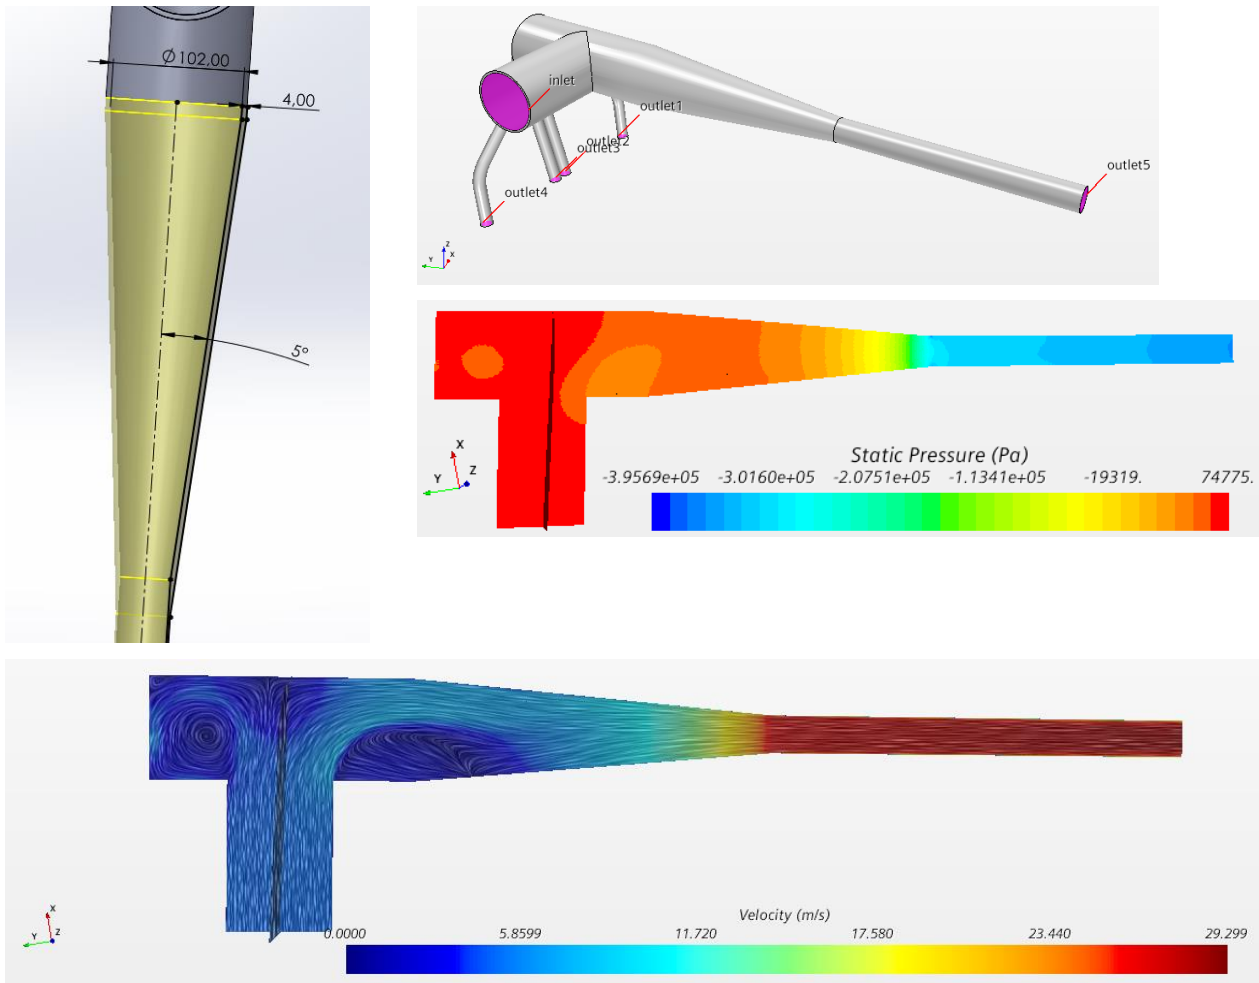 Ø102,00
4,00
5°
inlet
outlet1
outlet2
outlet3
outlet4
outlet5
Z
Y
X
X
Y
Z
Static Pressure (Pa)
-3.9569e+05 -3.0160e+05 -2.0751e+05 -1.1341e+05 -19319. 74775.
X
Y
Z
Velocity (m/s)
0.0000 5.8599 11.720 17.580 23.440 29.299